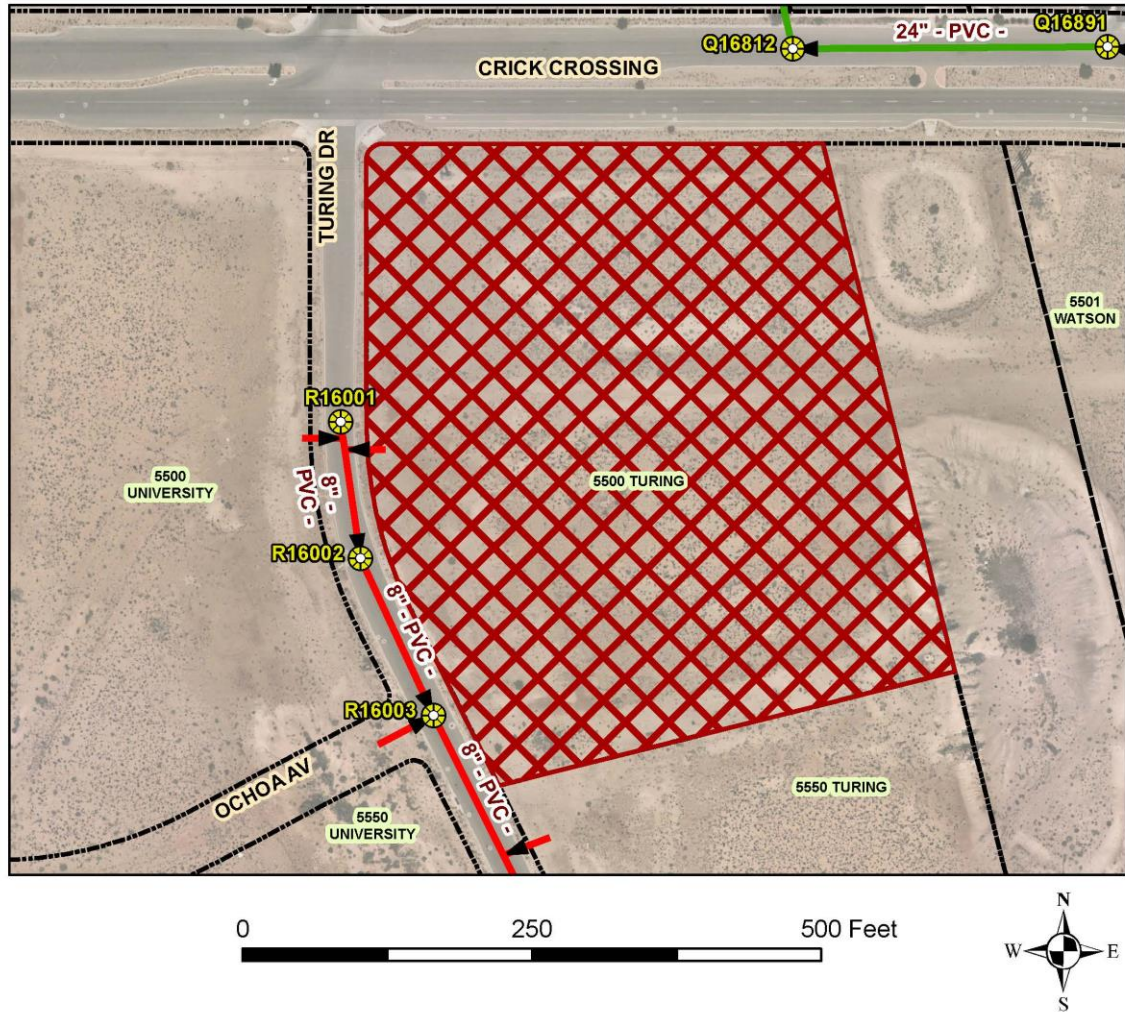 Q16812
24" - PVC -
Q16891
CRICK CROSSING
TURING DR
5501
WATSON
R16001
5500
UNIVERSITY
8" -
PVC -
5500 TURING
R16002
8" - PVC -
R16003
8" - PVC -
OCHOA AV
5550
UNIVERSITY
5550 TURING
0
250
500 Feet
N
W
E
S